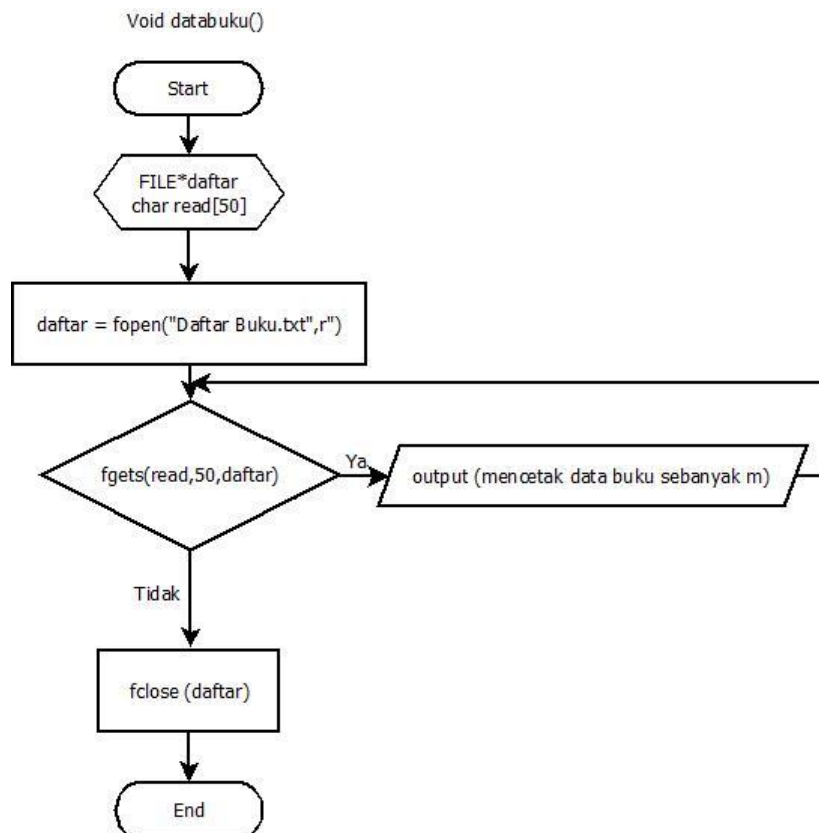 Void databuku()
Start
FILE*daftar
char read[50]
daftar = fopen("Daftar Buku.txt",r")
fgets(read,50,daftar)
Ya
output (mencetak data buku sebanyak m)
Tidak
fclose (daftar)
End